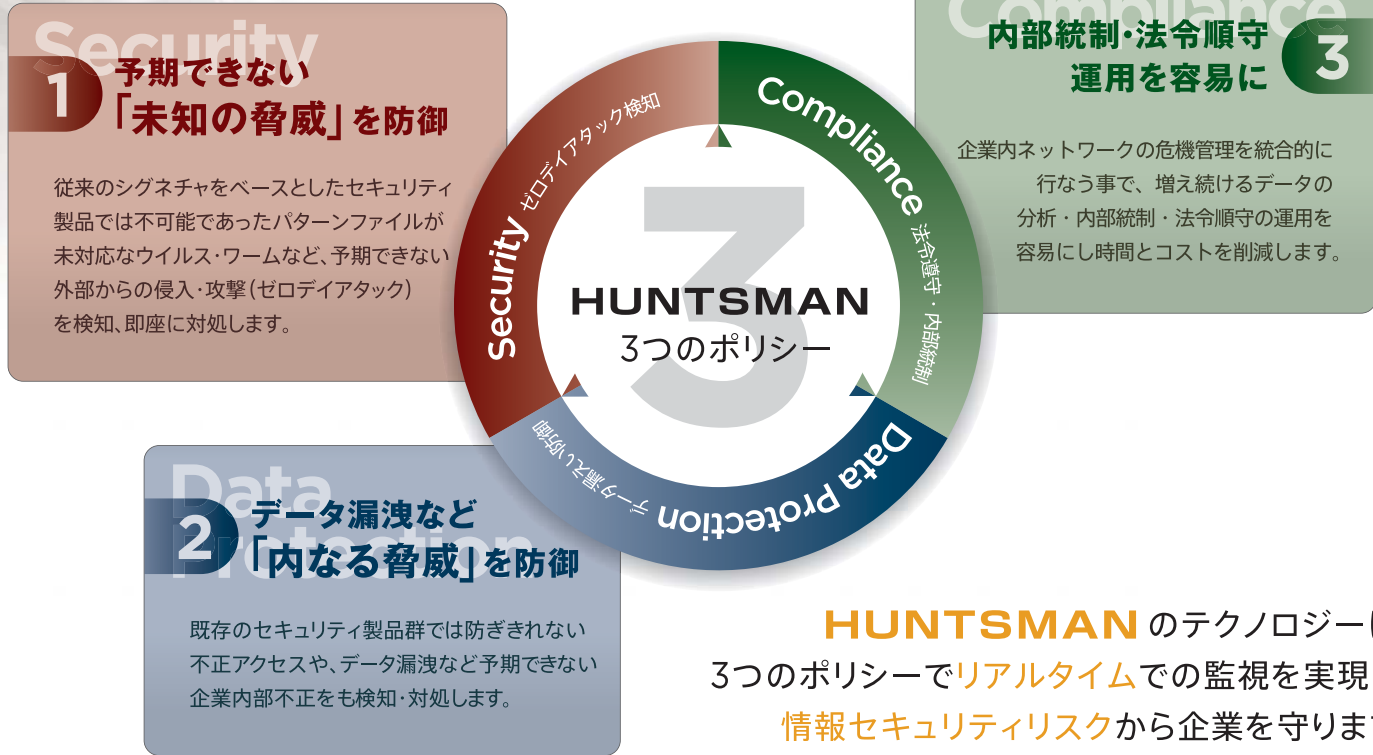 Security
1
予期できない
「未知の脅威」を防御
従来のシグネチャをベースとしたセキュリティ
製品では不可能であったパターンファイルが
未対応なウイルス・ワームなど、予期できない
外部からの侵入・攻撃(ゼロデイアタック)
を検知、即座に対処します。
Data
Protection
2
データ漏洩など
「内なる脅威」を防御
既存のセキュリティ製品群では防ぎきれない
不正アクセスや、データ漏洩など予期できない
企業内部不正をも検知・対処します。
Compliance
内部統制・法令順守
運用を容易に
3
企業内ネットワークの危機管理を統合的に
行なう事で、増え続けるデータの
分析・内部統制・法令順守の運用を
容易にし時間とコストを削減します。
Security ゼロデイアタック検知
Compliance 法令遵守・内部統制
Data Protection データ漏えい防御
3
HUNTSMAN
3つのポリシー
HUNTSMAN のテクノロジーは
3つのポリシーでリアルタイムでの監視を実現
情報セキュリティリスクから企業を守ります